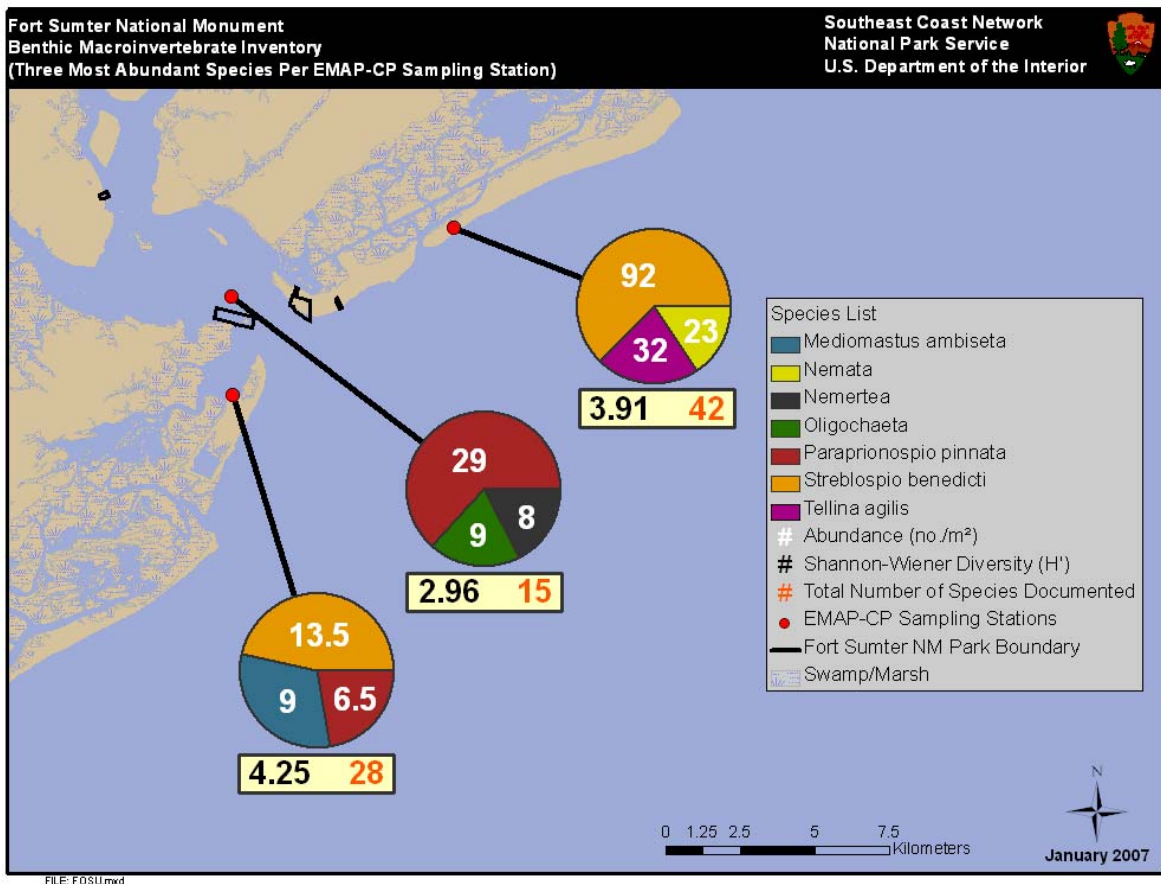 Fort Sumter National Monument
Benthic Macroinvertebrate Inventory
(Three Most Abundant Species Per EMAP-CP Sampling Station)
Southeast Coast Network
National Park Service
U.S. Department of the Interior
92
32
23
3.91 42
29
9
8
2.96 15
13.5
9
6.5
4.25 28
Species List
Mediomastus ambiseta
Nemata
Nemertea
Oligochaeta
Paraprionospio pinnata
Streblospio benedicti
Tellina agilis
# Abundance (no./m²)
# Shannon-Wiener Diversity (H')
# Total Number of Species Documented
EMAP-CP Sampling Stations
Fort Sumter NM Park Boundary
Swamp/Marsh
0 1.25 2.5 5 7.5
Kilometers
N
January 2007
FILE: FOSU.mxd